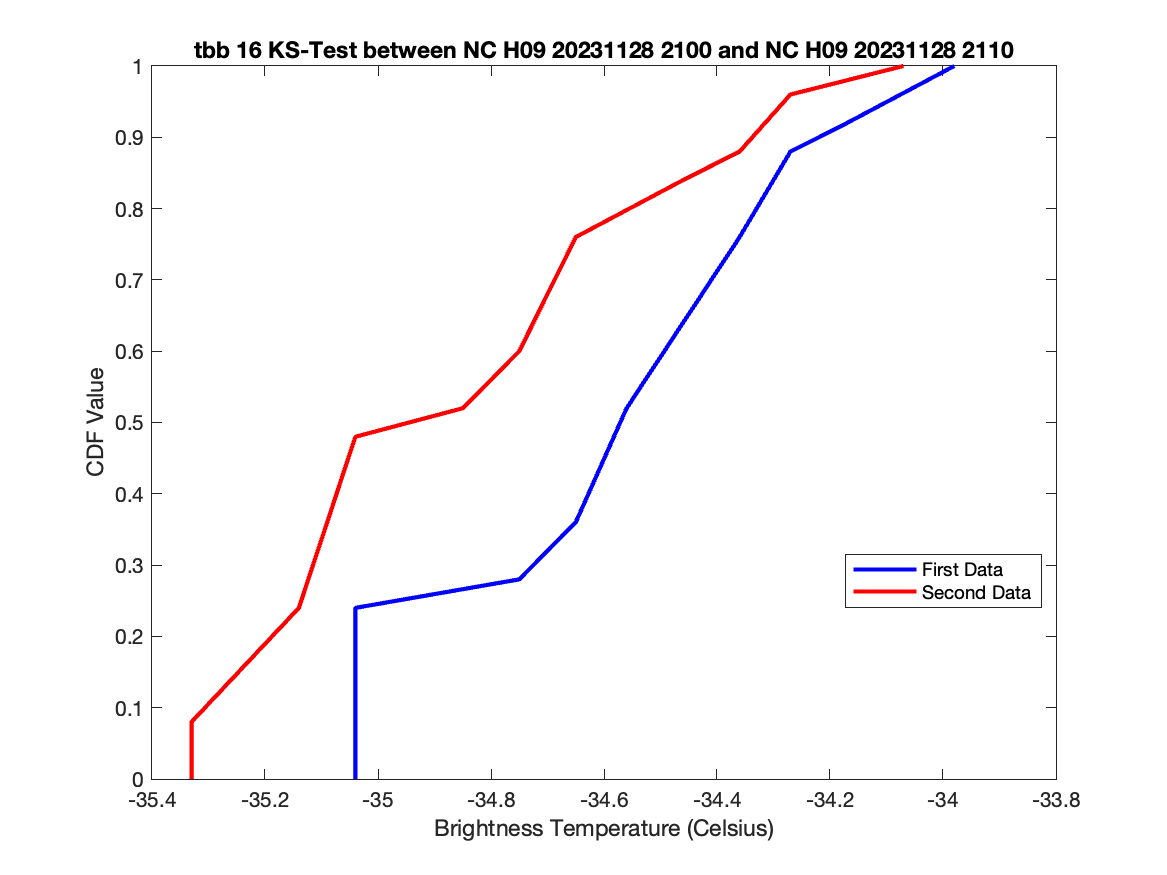 tbb 16 KS-Test between NC H09 20231128 2100 and NC H09 20231128 2110
1
0.9
0.8
0.7
0.6
0.5
0.4
0.3
0.2
0.1
0
CDF Value
First Data
Second Data
-35.4 -35.2 -35 -34.8 -34.6 -34.4 -34.2 -34 -33.8
Brightness Temperature (Celsius)